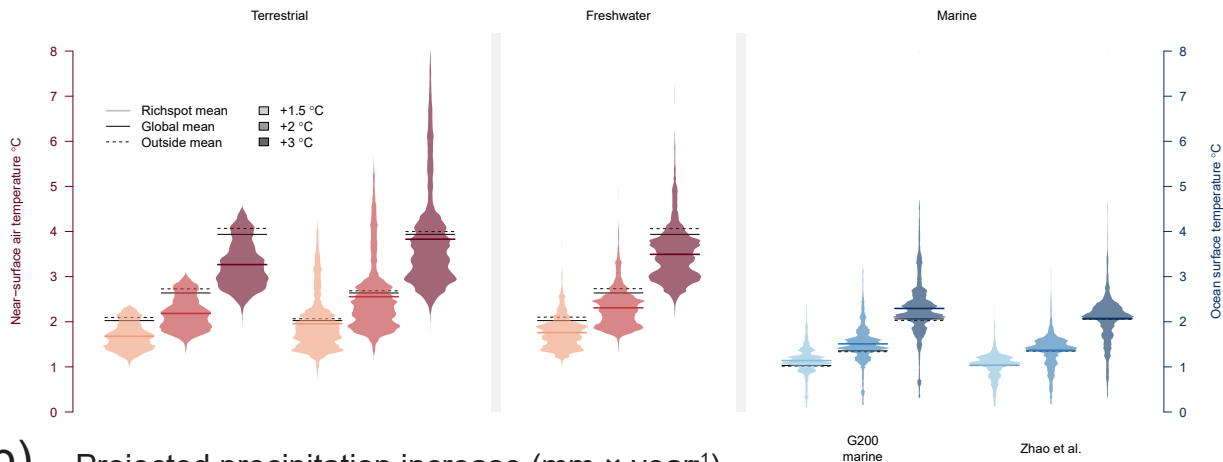 Terrestrial
Freshwater
Marine
8
7
6
5
4
3
2
1
0
Near−surface air temperature °C
Richspot mean
Global mean
Outside mean
+1.5 °C
+2 °C
+3 °C
8
7
6
5
4
3
2
1
0
Ocean surface temperature °C
G200
marine
Zhao et al.